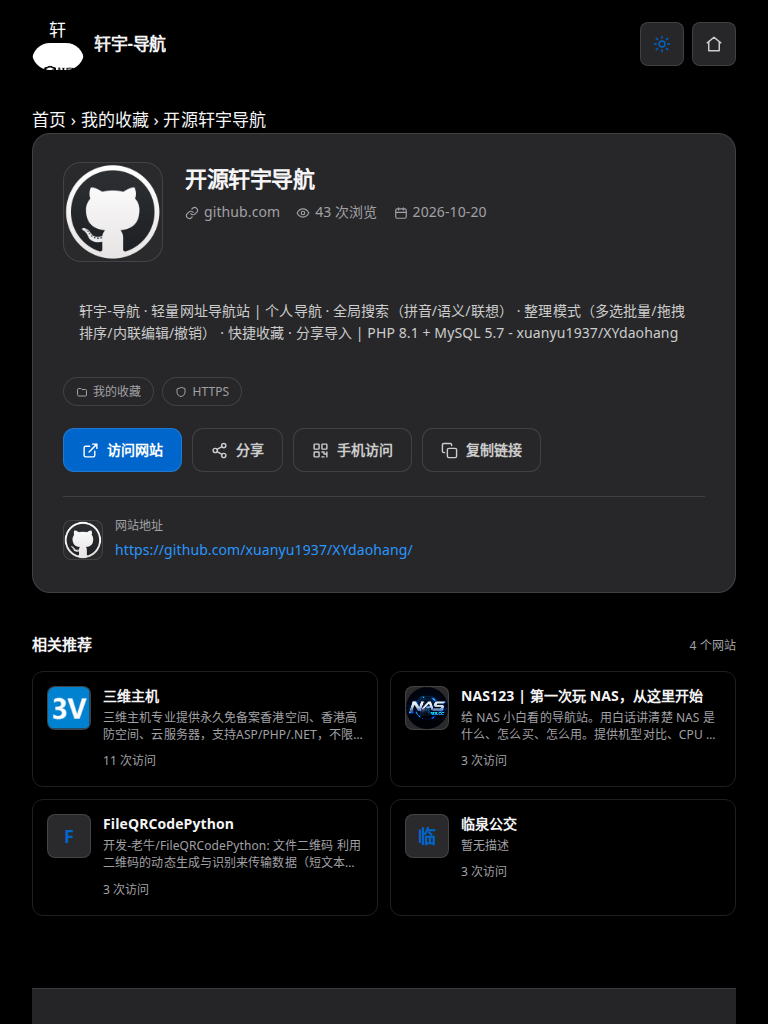 轩
轩宇-导航
首页 › 我的收藏 › 开源轩宇导航
开源轩宇导航
github.com 43 次浏览 2026-10-20
轩宇-导航 · 轻量网址导航站 | 个人导航 · 全局搜索（拼音/语义/联想） · 整理模式（多选批量/拖拽
排序/内联编辑/撤销） · 快捷收藏 · 分享导入 | PHP 8.1 + MySQL 5.7 - xuanyu1937/XYdaohang
我的收藏 HTTPS
访问网站 分享 手机访问 复制链接
网站地址
https://github.com/xuanyu1937/XYdaohang/
相关推荐 4 个网站
三维主机
三维主机专业提供永久免备案香港空间、香港高
防空间、云服务器，支持ASP/PHP/.NET，不限...
11 次访问
NAS123 | 第一次玩 NAS，从这里开始
给 NAS 小白看的导航站。用白话讲清楚 NAS 是
什么、怎么买、怎么用。提供机型对比、CPU ...
3 次访问
FileQRCodePython
开发-老牛/FileQRCodePython: 文件二维码 利用
二维码的动态生成与识别来传输数据（短文本...
3 次访问
临泉公交
暂无描述
3 次访问
3V
NAS
F
临